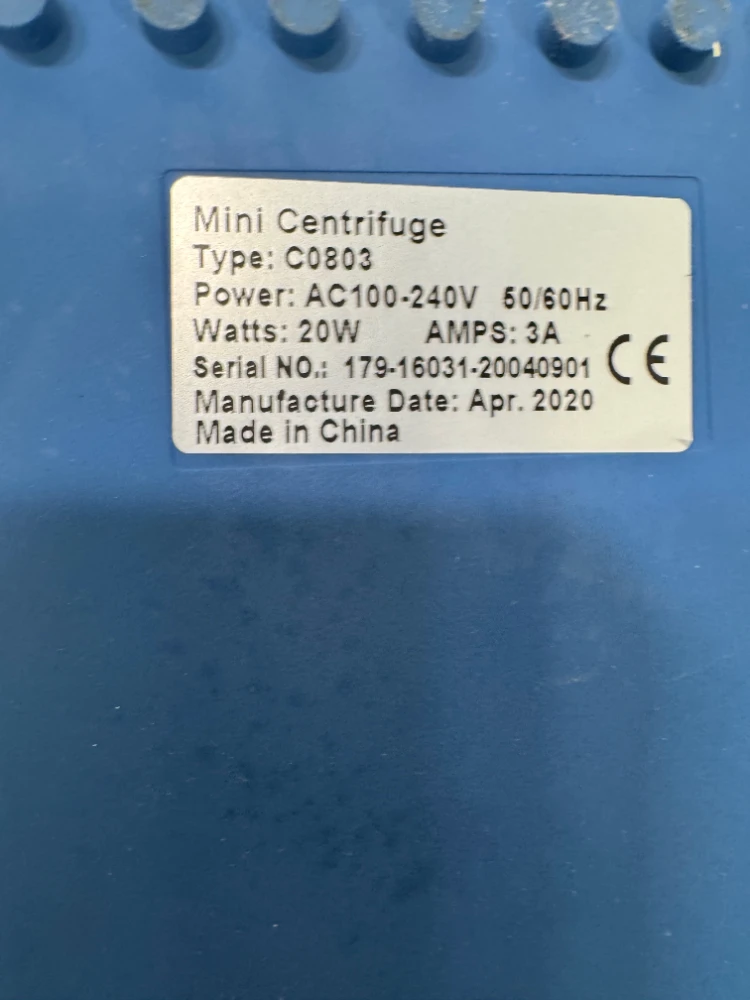 Mini Centrifuge
Type: C0803
Power: AC100-240V 50/60Hz
Watts: 20W AMPS: 3A
Serial NO.: 179-16031-20040901 CE
Manufacture Date: Apr. 2020
Made in China